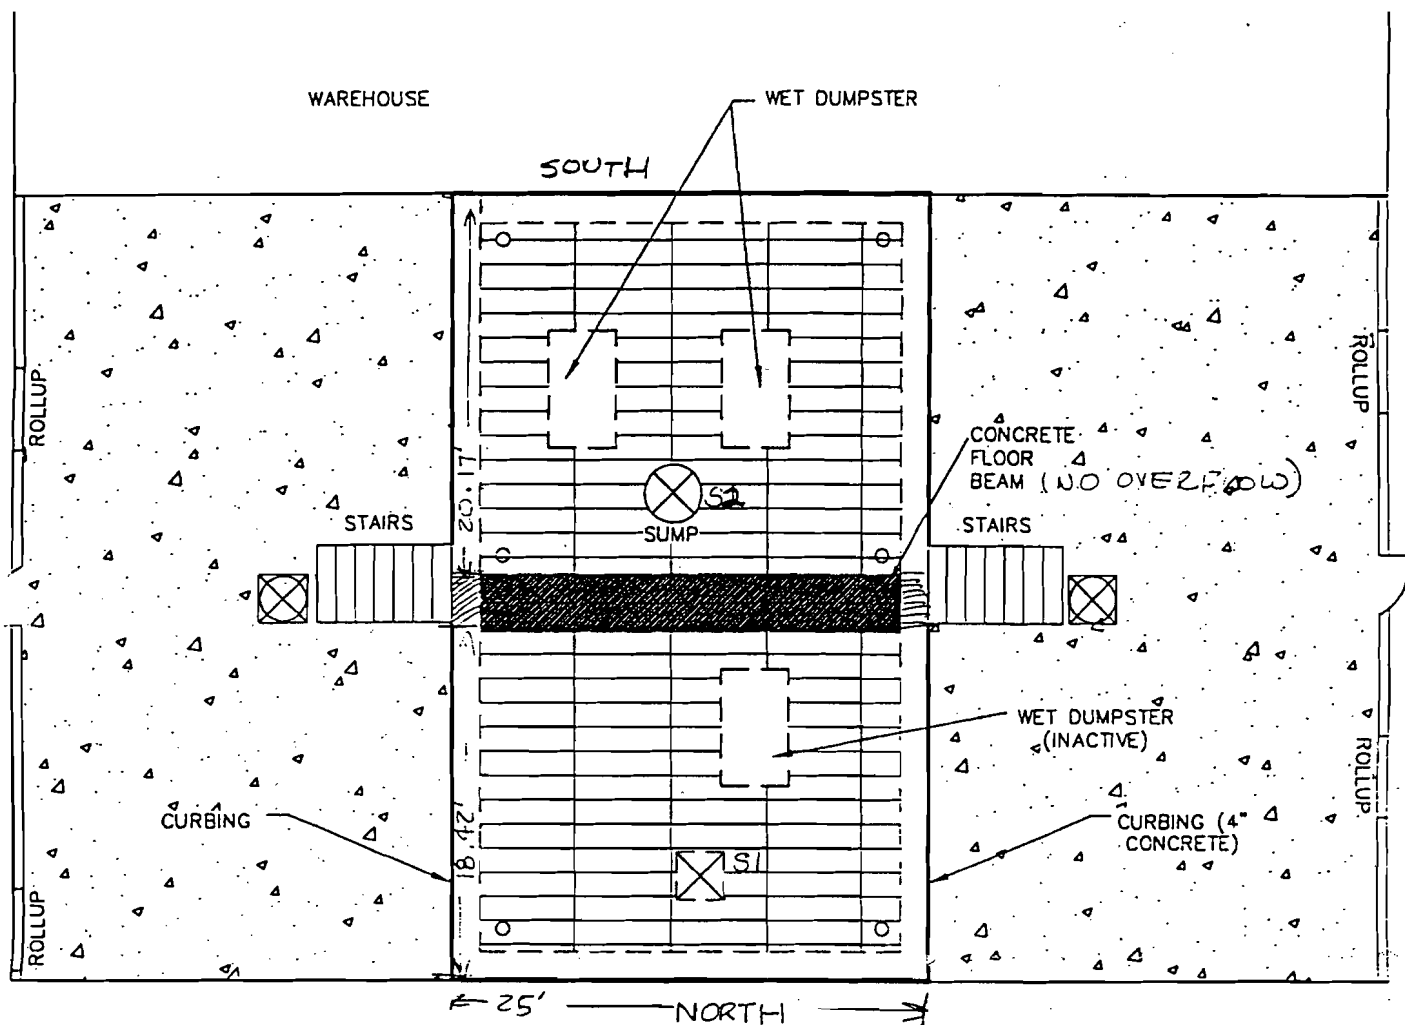 WAREHOUSE
WET DUMPSTER
SOUTH
ROLLUP
ROLLUP
20.17'
CONCRETE
FLOOR
BEAM (NO OVERFLOW)
S2
SUMP
STAIRS
STAIRS
WET DUMPSTER
(INACTIVE)
ROLLUP
CURBING
18.42'
CURBING (4"
CONCRETE)
S1
ROLLUP
25'
NORTH